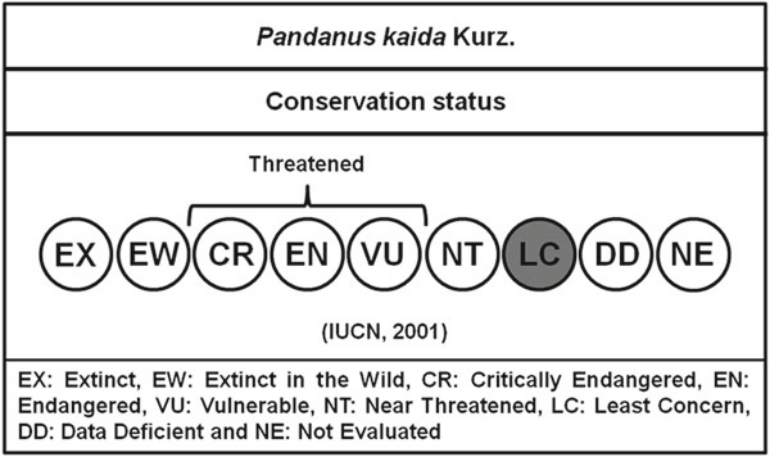 Pandanus kaida Kurz.
Conservation status
Threatened
EX EW CR EN VU NT LC DD NE
(IUCN, 2001)
EX: Extinct, EW: Extinct in the Wild, CR: Critically Endangered, EN:
Endangered, VU: Vulnerable, NT: Near Threatened, LC: Least Concern,
DD: Data Deficient and NE: Not Evaluated